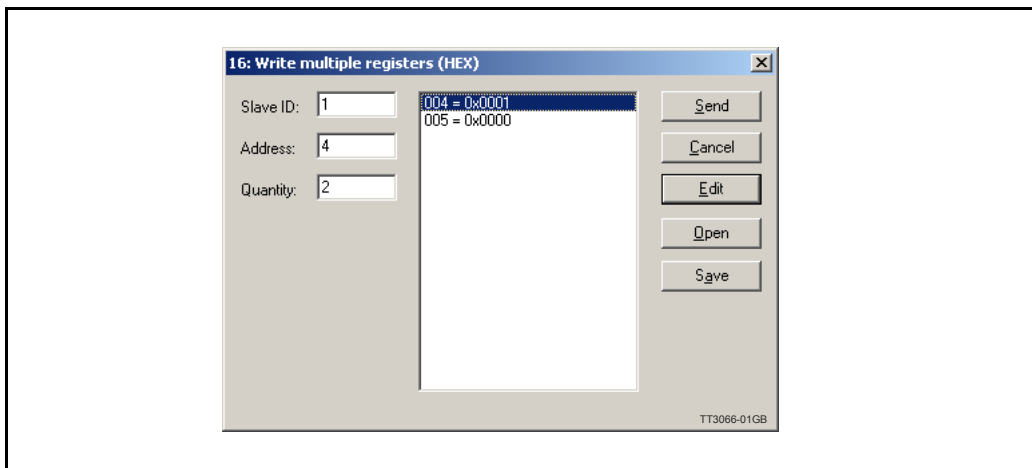 16: Write multiple registers (HEX)
Slave ID: 1
Address: 4
Quantity: 2
004 = 0x0001
005 = 0x0000
Send
Cancel
Edit
Open
Save
TT3066-01GB